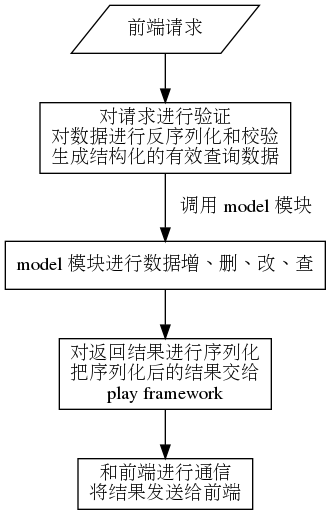 前端请求
对请求进行验证
对数据进行反序列化和校验
生成结构化的有效查询数据
调用 model 模块
model 模块进行数据增、删、改、查
对返回结果进行序列化
把序列化后的结果交给
play framework
和前端进行通信
将结果发送给前端